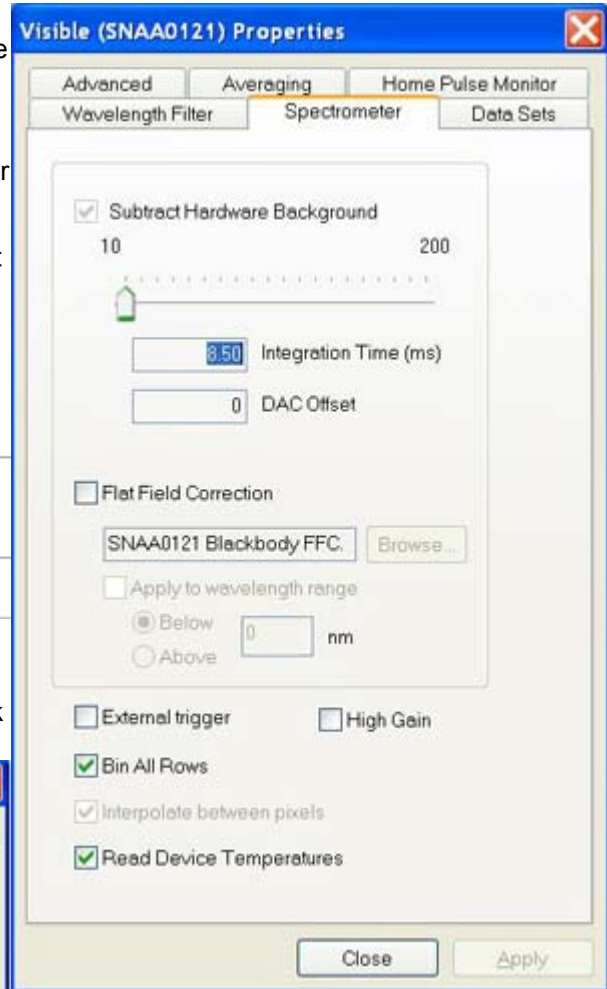 Visible (SNAA0121) Properties
Advanced Averaging Home Pulse Monitor
Wavelength Filter Spectrometer Data Sets
Subtract Hardware Background
10 200
8.50 Integration Time (ms)
0 DAC Offset
Flat Field Correction
SNAA0121 Blackbody FFC. Browse...
Apply to wavelength range
Below
0 nm
Above
External trigger High Gain
Bin All Rows
Interpolate between pixels
Read Device Temperatures
Close Apply